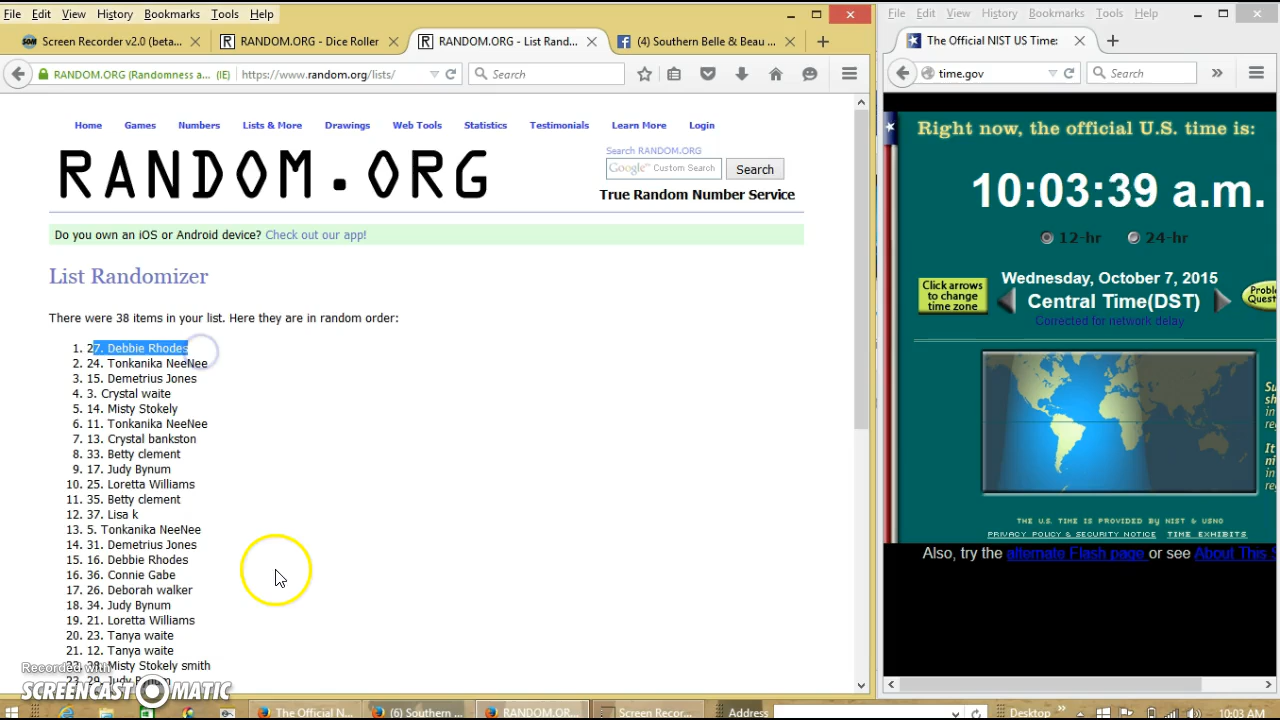 File Edit View History Bookmarks Tools Help
Screen Recorder v2.0 (beta... RANDOM.ORG - Dice Roller RANDOM.ORG - List Rand... (4) Southern Belle & Beau ...
RANDOM.ORG (Randomness a... (IE) https://www.random.org/lists/ Search
Home Games Numbers Lists & More Drawings Web Tools Statistics Testimonials Learn More Login
RANDOM.ORG
Search RANDOM.ORG
Google Custom Search Search
True Random Number Service
Do you own an iOS or Android device? Check out our app!
List Randomizer
There were 38 items in your list. Here they are in random order:
1. 27. Debbie Rhodes
2. 24. Tonkanika NeeNee
3. 15. Demetrius Jones
4. 3. Crystal waite
5. 14. Misty Stokely
6. 11. Tonkanika NeeNee
7. 13. Crystal bankston
8. 33. Betty clement
9. 17. Judy Bynum
10. 25. Loretta Williams
11. 35. Betty clement
12. 37. Lisa k
13. 5. Tonkanika NeeNee
14. 31. Demetrius Jones
15. 16. Debbie Rhodes
16. 36. Connie Gabe
17. 26. Deborah walker
18. 34. Judy Bynum
19. 21. Loretta Williams
20. 23. Tanya waite
21. 12. Tanya waite
Misty Stokely smith
Recorded with
SCREENCAST O MATIC
File Edit View History Bookmarks Tools Help
The Official NIST US Time:
time.gov Search
Right now, the official U.S. time is:
10:03:39 a.m.
12-hr 24-hr
Click arrows
to change
time zone
Wednesday, October 7, 2015
Central Time(DST)
Corrected for network delay
THE U.S. TIME IS PROVIDED BY NIST & USNO
PRIVACY POLICY & SECURITY NOTICE TIME EXHIBITS
Also, try the alternate Flash page or see About This S
The Official N... (6) Southern ... RANDOM.ORG... Screen Recor... Address Desktop 10:03 AM